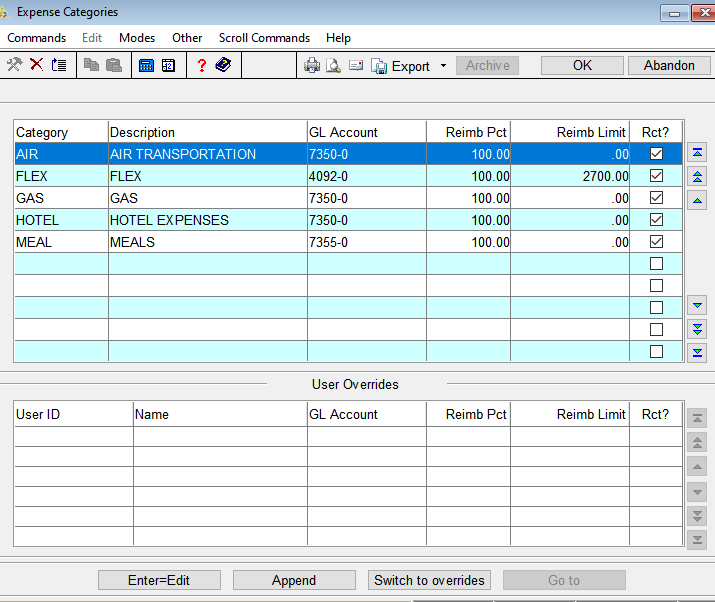 Expense Categories
Commands Edit Modes Other Scroll Commands Help
Export Archive OK Abandon
Category Description GL Account Reimb Pct Reimb Limit Rct?
AIR AIR TRANSPORTATION 7350-0 100.00 .00
FLEX FLEX 4092-0 100.00 2700.00
GAS GAS 7350-0 100.00 .00
HOTEL HOTEL EXPENSES 7350-0 100.00 .00
MEAL MEALS 7355-0 100.00 .00
User Overrides
User ID Name GL Account Reimb Pct Reimb Limit Rct?
Enter=Edit Append Switch to overrides Go to